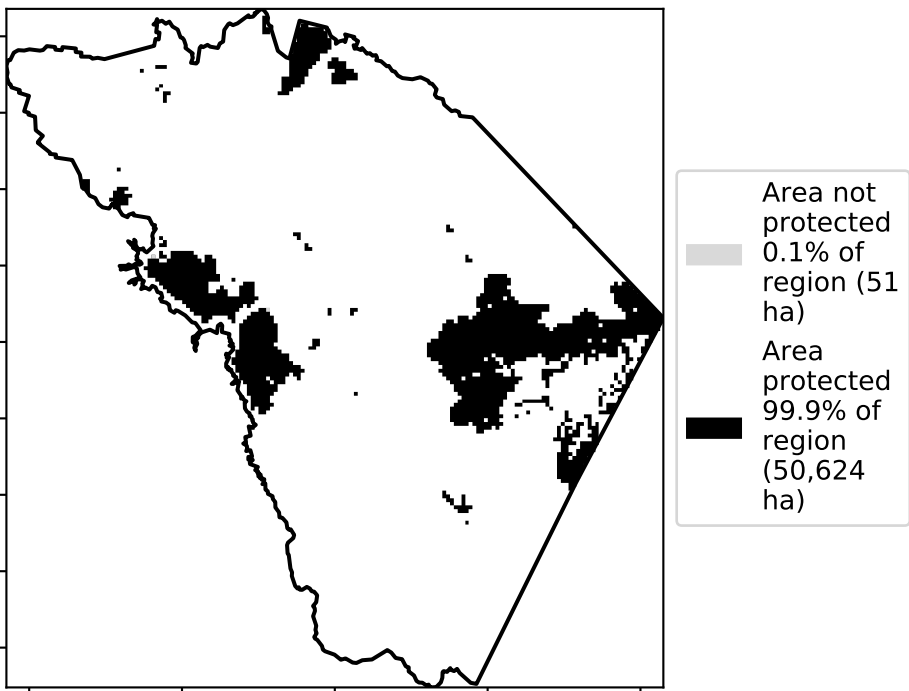 Area not
protected
0.1% of
region (51
ha)
Area
protected
99.9% of
region
(50,624
ha)